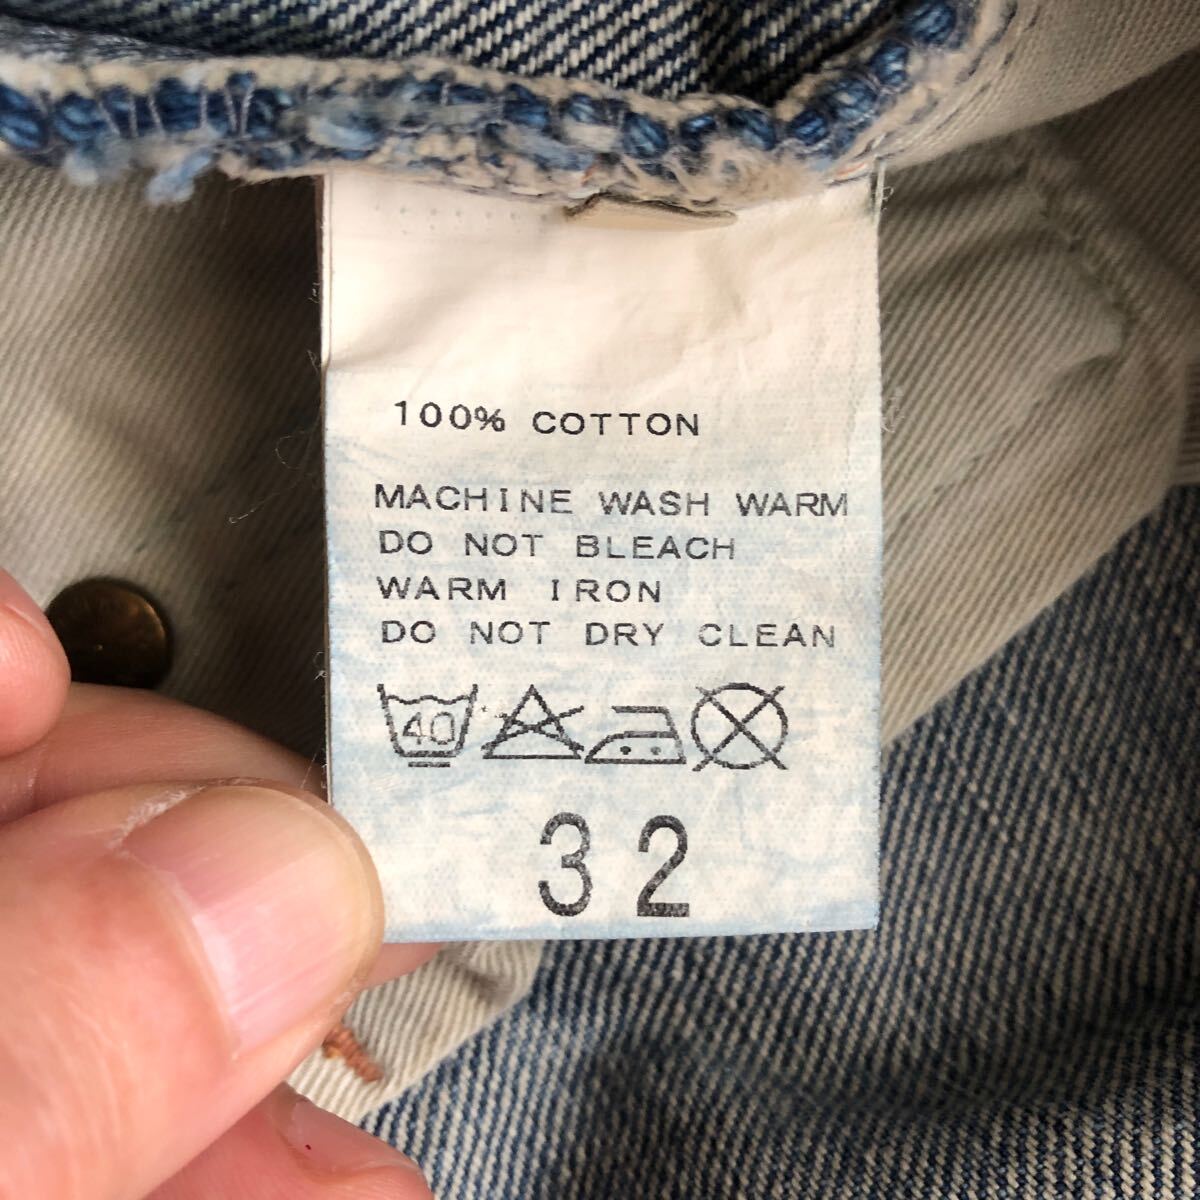 100% COTTON
MACHINE WASH WARM
DO NOT BLEACH
WARM IRON
DO NOT DRY CLEAN
40
32